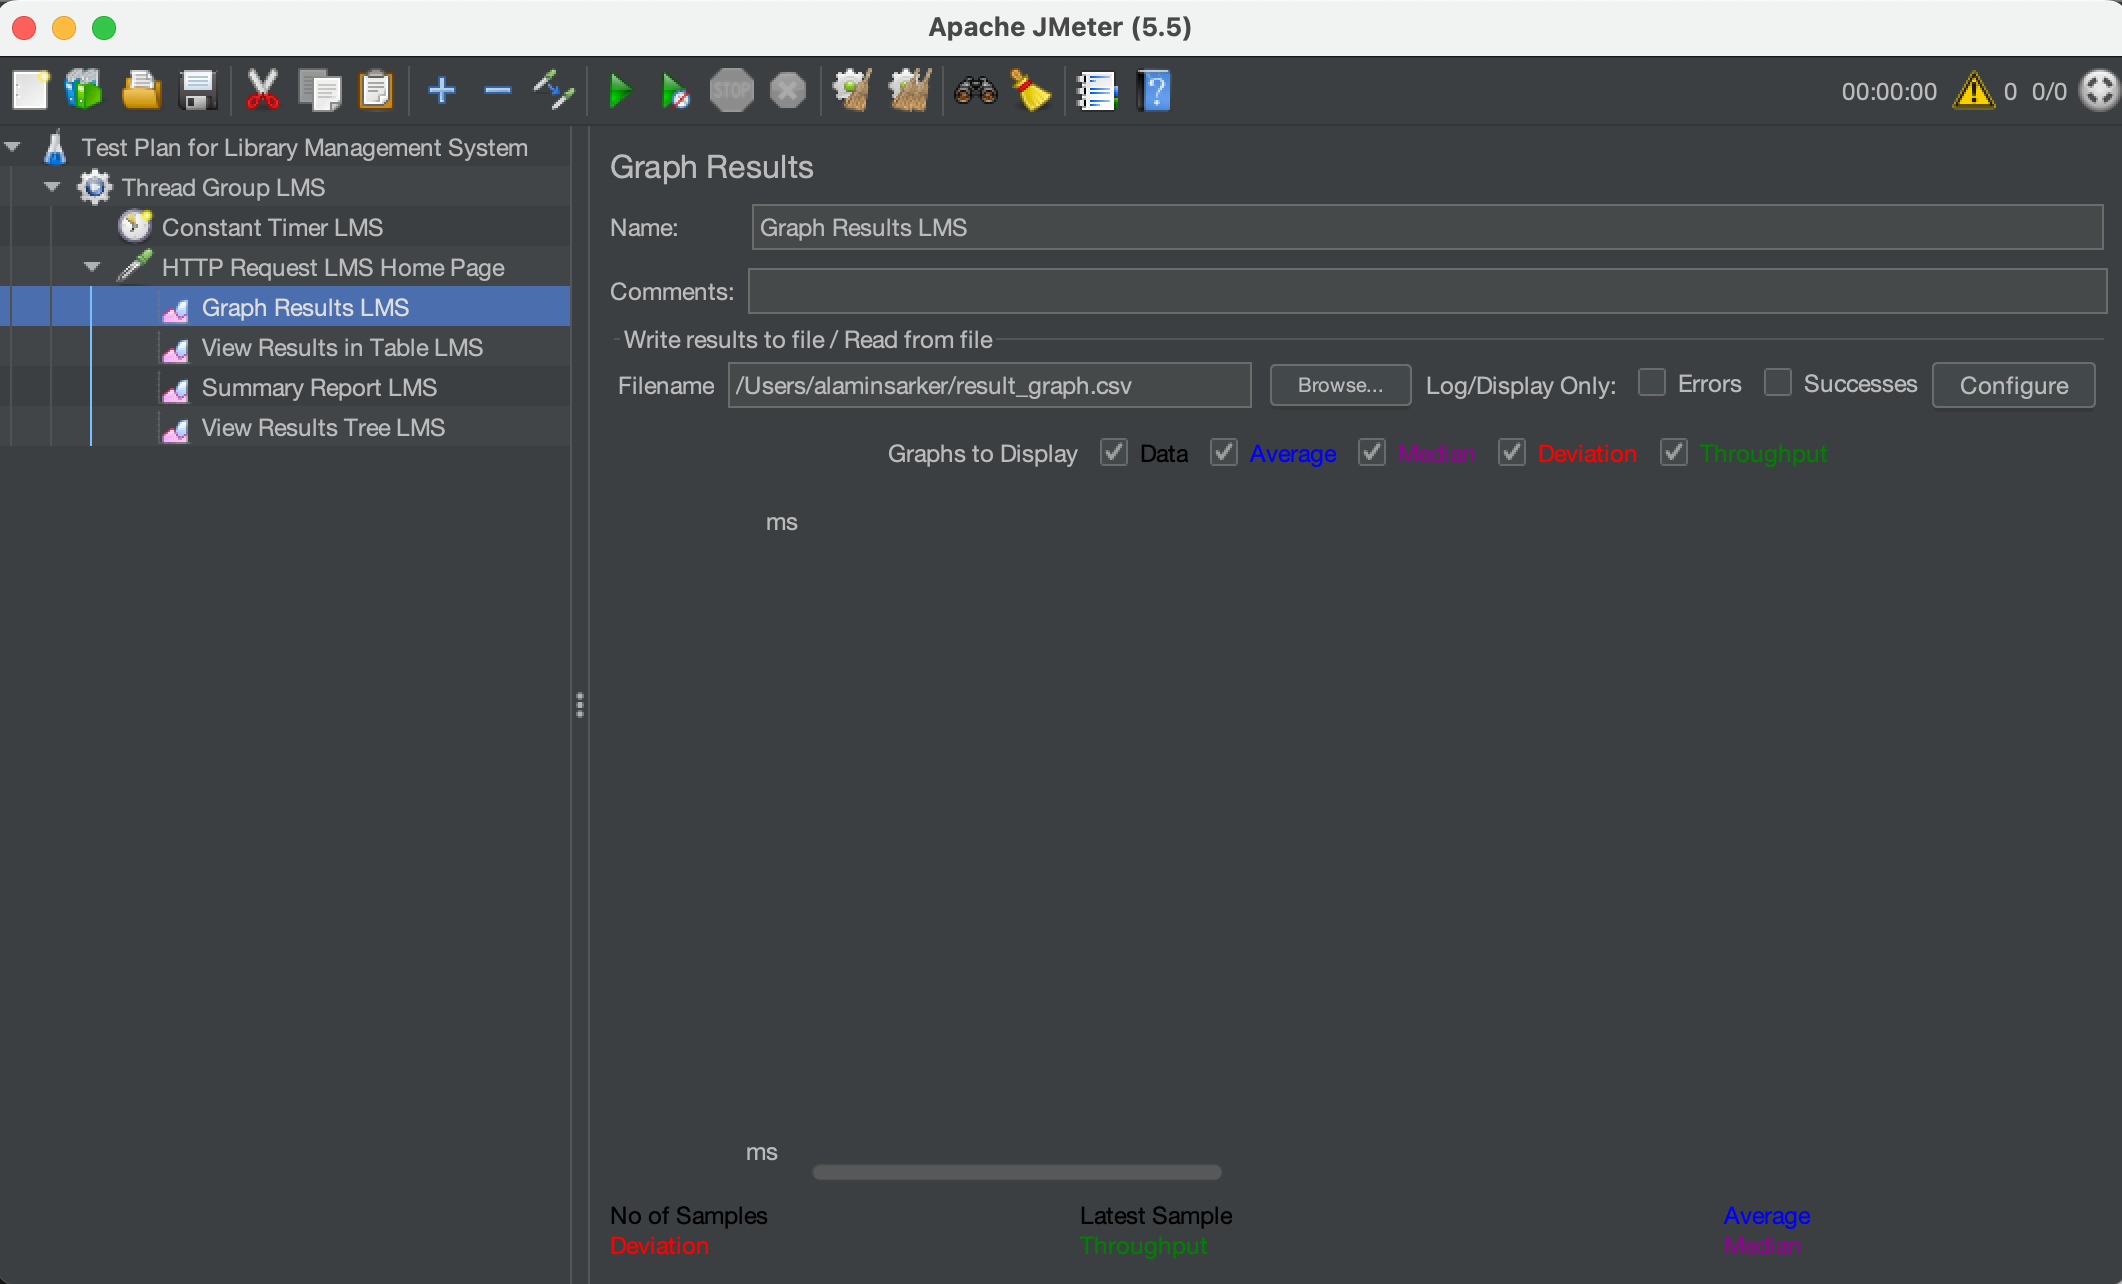 Apache JMeter (5.5)
STOP
?
00:00:00 0 0/0
Test Plan for Library Management System
Thread Group LMS
Constant Timer LMS
HTTP Request LMS Home Page
Graph Results LMS
View Results in Table LMS
Summary Report LMS
View Results Tree LMS
Graph Results
Name: Graph Results LMS
Comments:
Write results to file / Read from file
Filename /Users/alaminsarker/result_graph.csv Browse... Log/Display Only: Errors Successes Configure
Graphs to Display Data Average Median Deviation Throughput
ms
ms
No of Samples Latest Sample Average
Deviation Throughput Median